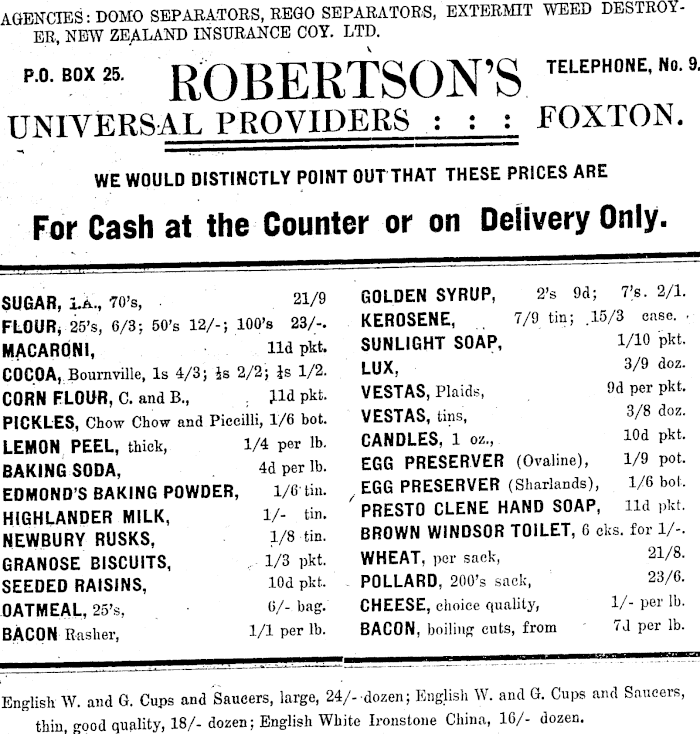 AGENCIES: DOMO SEPARATORS, REGO SEPARATORS, EXTERMIT WEED DESTROY-
ER, NEW ZEALAND INSURANCE COY. LTD.
P.O. BOX 25.
ROBERTSON'S
TELEPHONE, No. 9.
UNIVERSAL PROVIDERS : : : FOXTON.
WE WOULD DISTINCTLY POINT OUT THAT THESE PRICES ARE
For Cash at the Counter or on Delivery Only.
SUGAR, 1.A., 70's, 21/9
FLOUR, 25's, 6/3; 50's 12/-; 100's 23/-.
MACARONI, 11d pkt.
COCOA, Bournville, 1s 4/3; ½s 2/2; ¼s 1/2.
CORN FLOUR, C. and B., 11d pkt.
PICKLES, Chow Chow and Piccilli, 1/6 bot.
LEMON PEEL, thick, 1/4 per lb.
BAKING SODA, 4d per lb.
EDMOND'S BAKING POWDER, 1/6 tin.
HIGHLANDER MILK, 1/- tin.
NEWBURY RUSKS, 1/8 tin.
GRANOSE BISCUITS, 1/3 pkt.
SEEDED RAISINS, 10d pkt.
OATMEAL, 25's, 6/- bag.
BACON Rasher, 1/1 per lb.
GOLDEN SYRUP, 2's 9d; 7's. 2/1.
KEROSENE, 7/9 tin; 15/3 case.
SUNLIGHT SOAP, 1/10 pkt.
LUX, 3/9 doz.
VESTAS, Plaids, 9d per pkt.
VESTAS, tins, 3/8 doz.
CANDLES, 1 oz., 10d pkt.
EGG PRESERVER (Ovaline), 1/9 pot.
EGG PRESERVER (Sharlands), 1/6 bot.
PRESTO CLENE HAND SOAP, 11d pkt.
BROWN WINDSOR TOILET, 6 cks. for 1/-.
WHEAT, per sack, 21/8.
POLLARD, 200's sack, 23/6.
CHEESE, choice quality, 1/- per lb
BACON, boiling cuts, from 7d per lb.
English W. and G. Cups and Saucers, large, 24/- dozen; English W. and G. Cups and Saucers,
thin, good quality, 18/- dozen; English White Ironstone China, 16/- dozen.